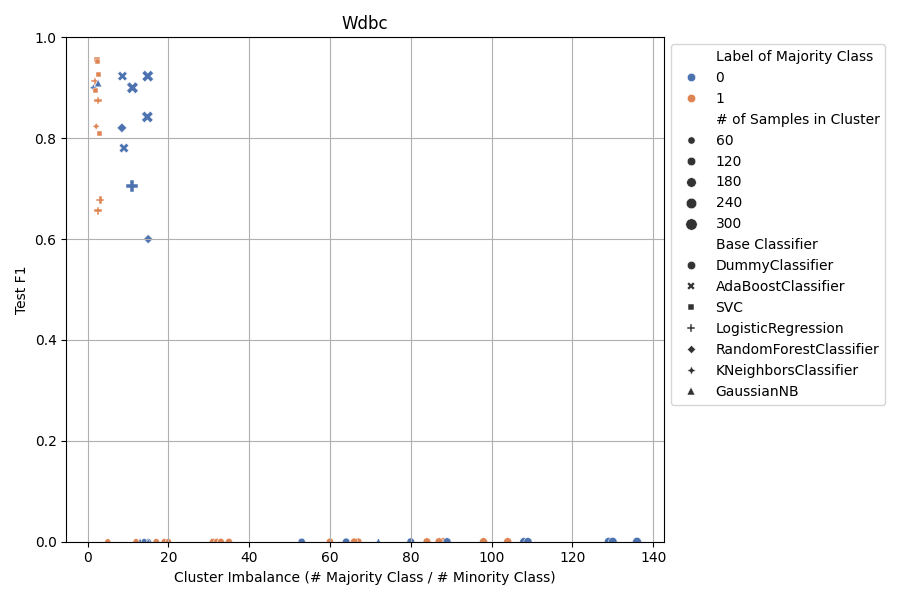 Wdbc
1.0
0.8
0.6
0.4
0.2
0.0
Test F1
0 20 40 60 80 100 120 140
Cluster Imbalance (# Majority Class / # Minority Class)
Label of Majority Class
0
1
# of Samples in Cluster
60
120
180
240
300
Base Classifier
DummyClassifier
AdaBoostClassifier
SVC
LogisticRegression
RandomForestClassifier
KNeighborsClassifier
GaussianNB